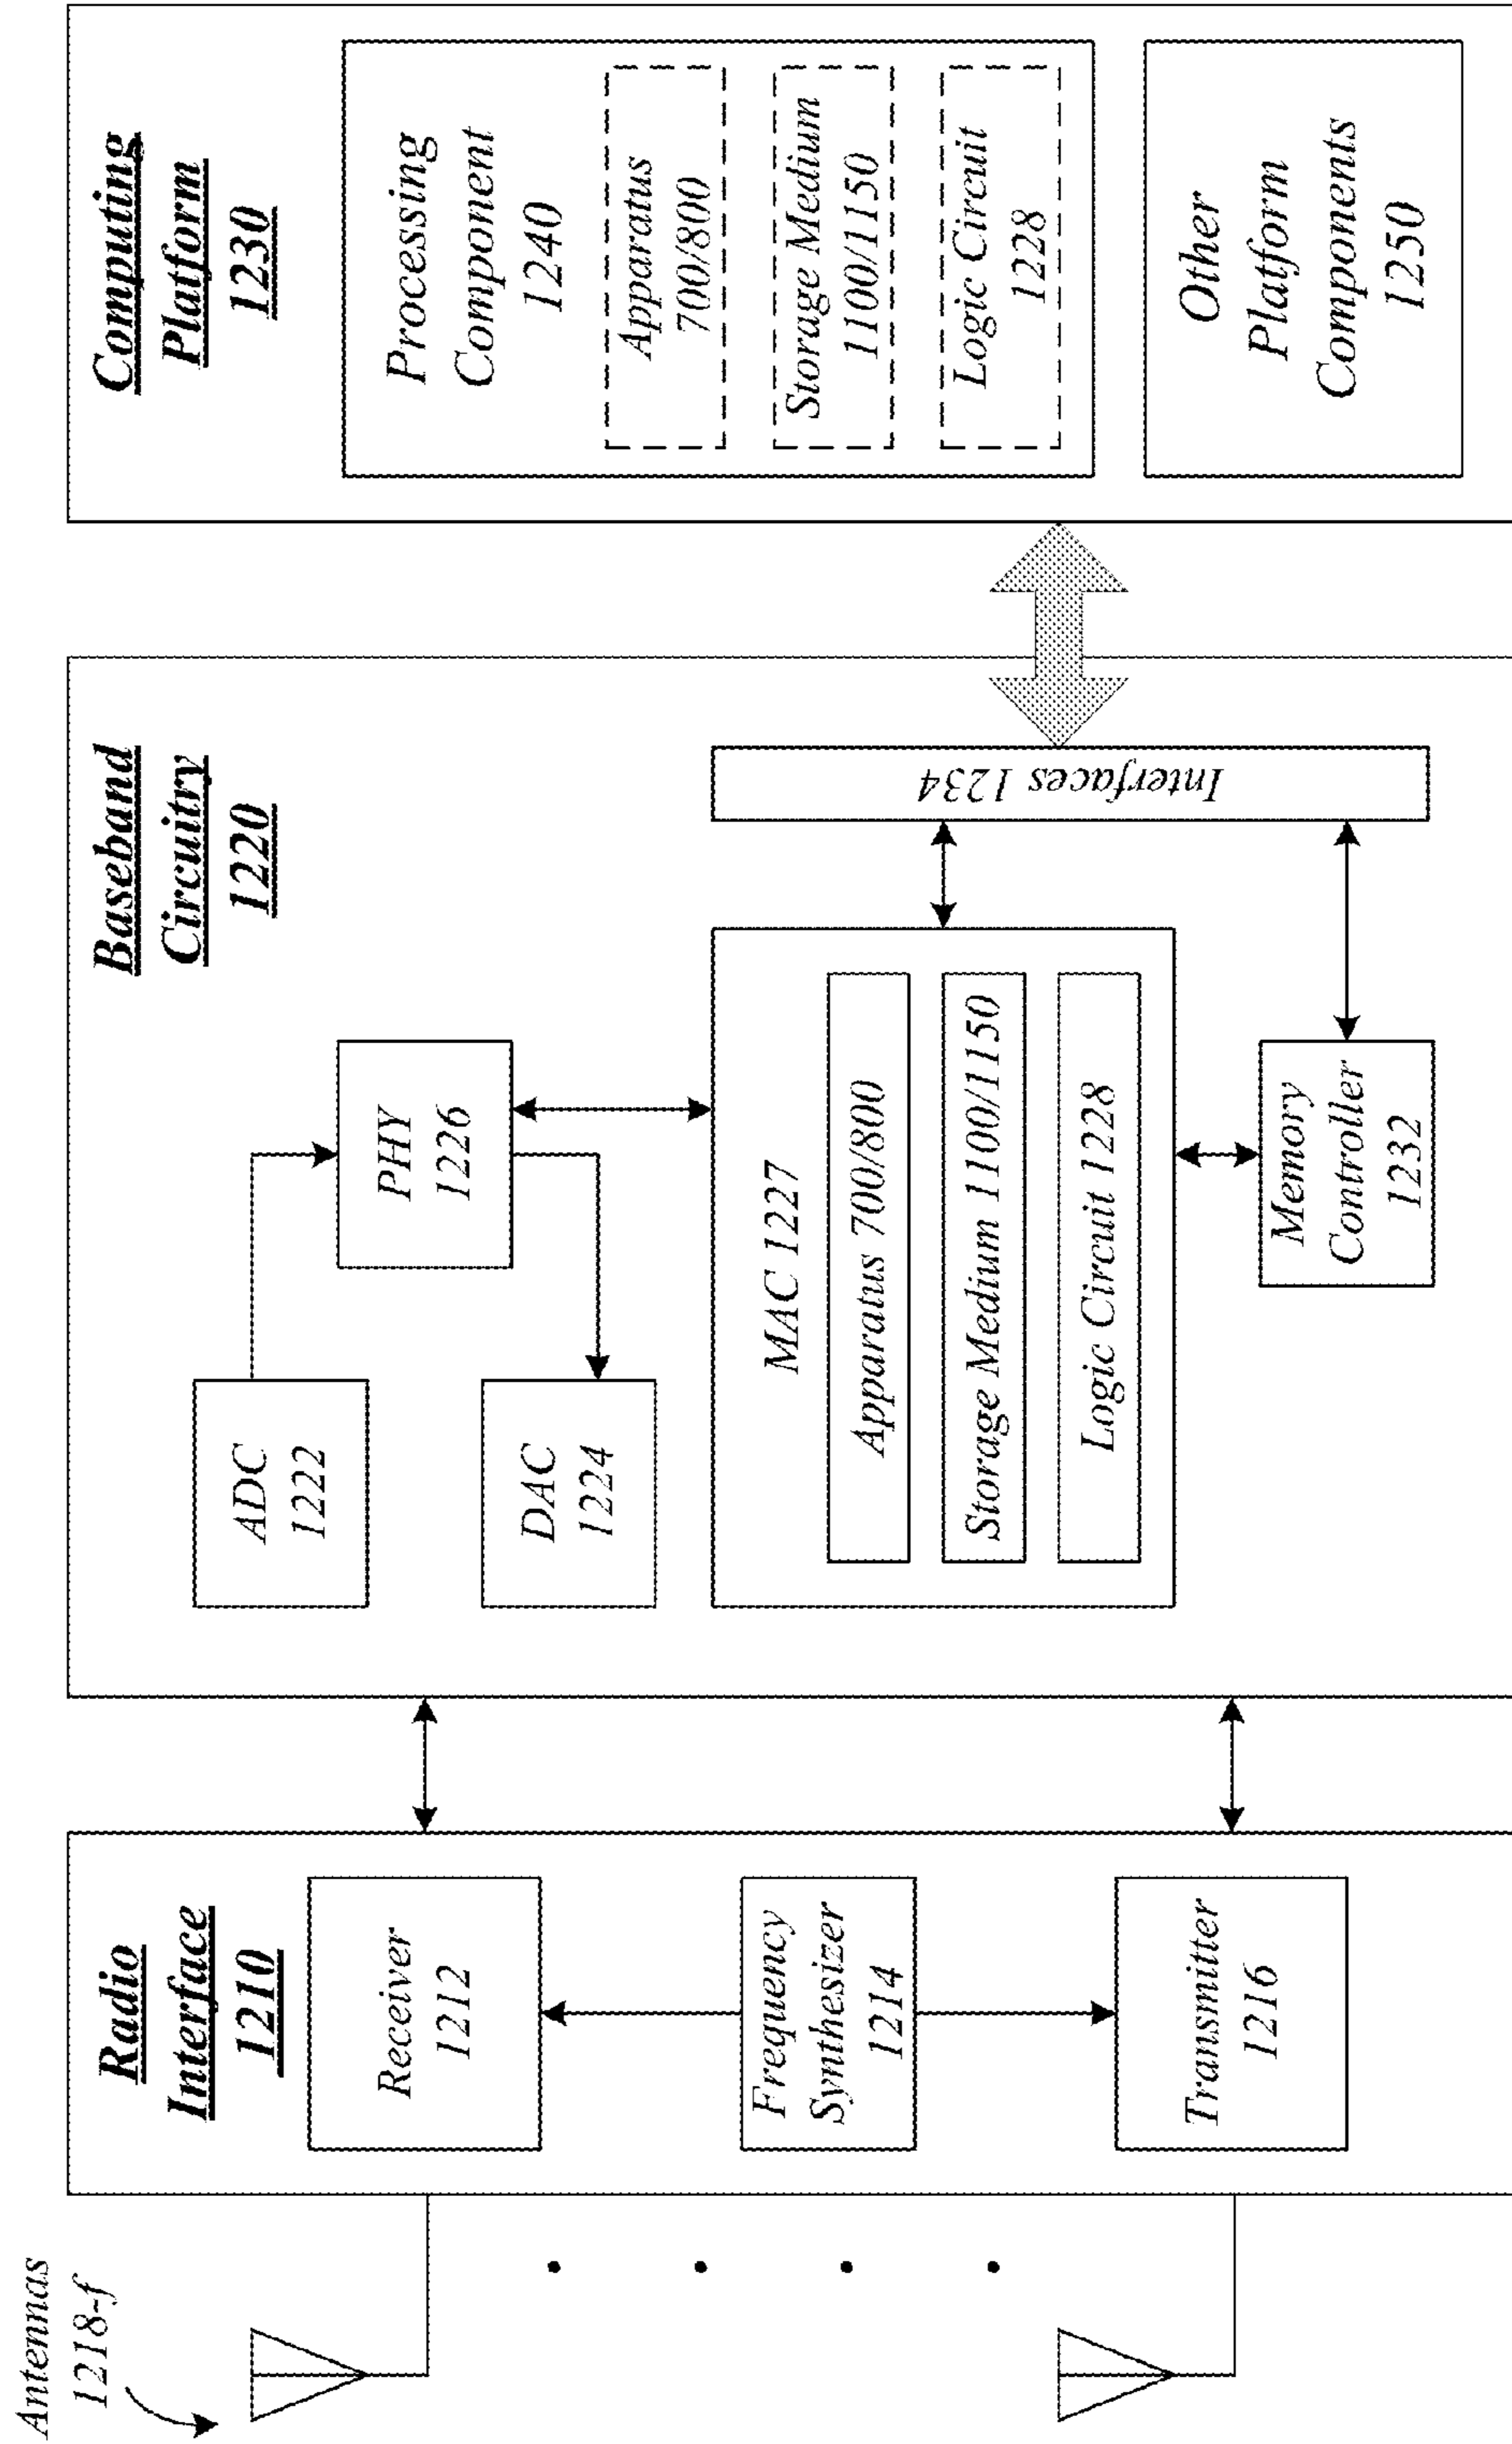 Antennas
1218-f
Radio
Interface
1210
Receiver
1212
Frequency
Synthesizer
1214
Transmitter
1216
Baseband
Circuitry
1220
ADC
1222
PHY
1226
DAC
1224
MAC 1227
Apparatus 700/800
Storage Medium 1100/1150
Logic Circuit 1228
Memory
Controller
1232
Interfaces 1234
Computing
Platform
1230
Processing
Component
1240
Apparatus
700/800
Storage Medium
1100/1150
Logic Circuit
1228
Other
Platform
Components
1250